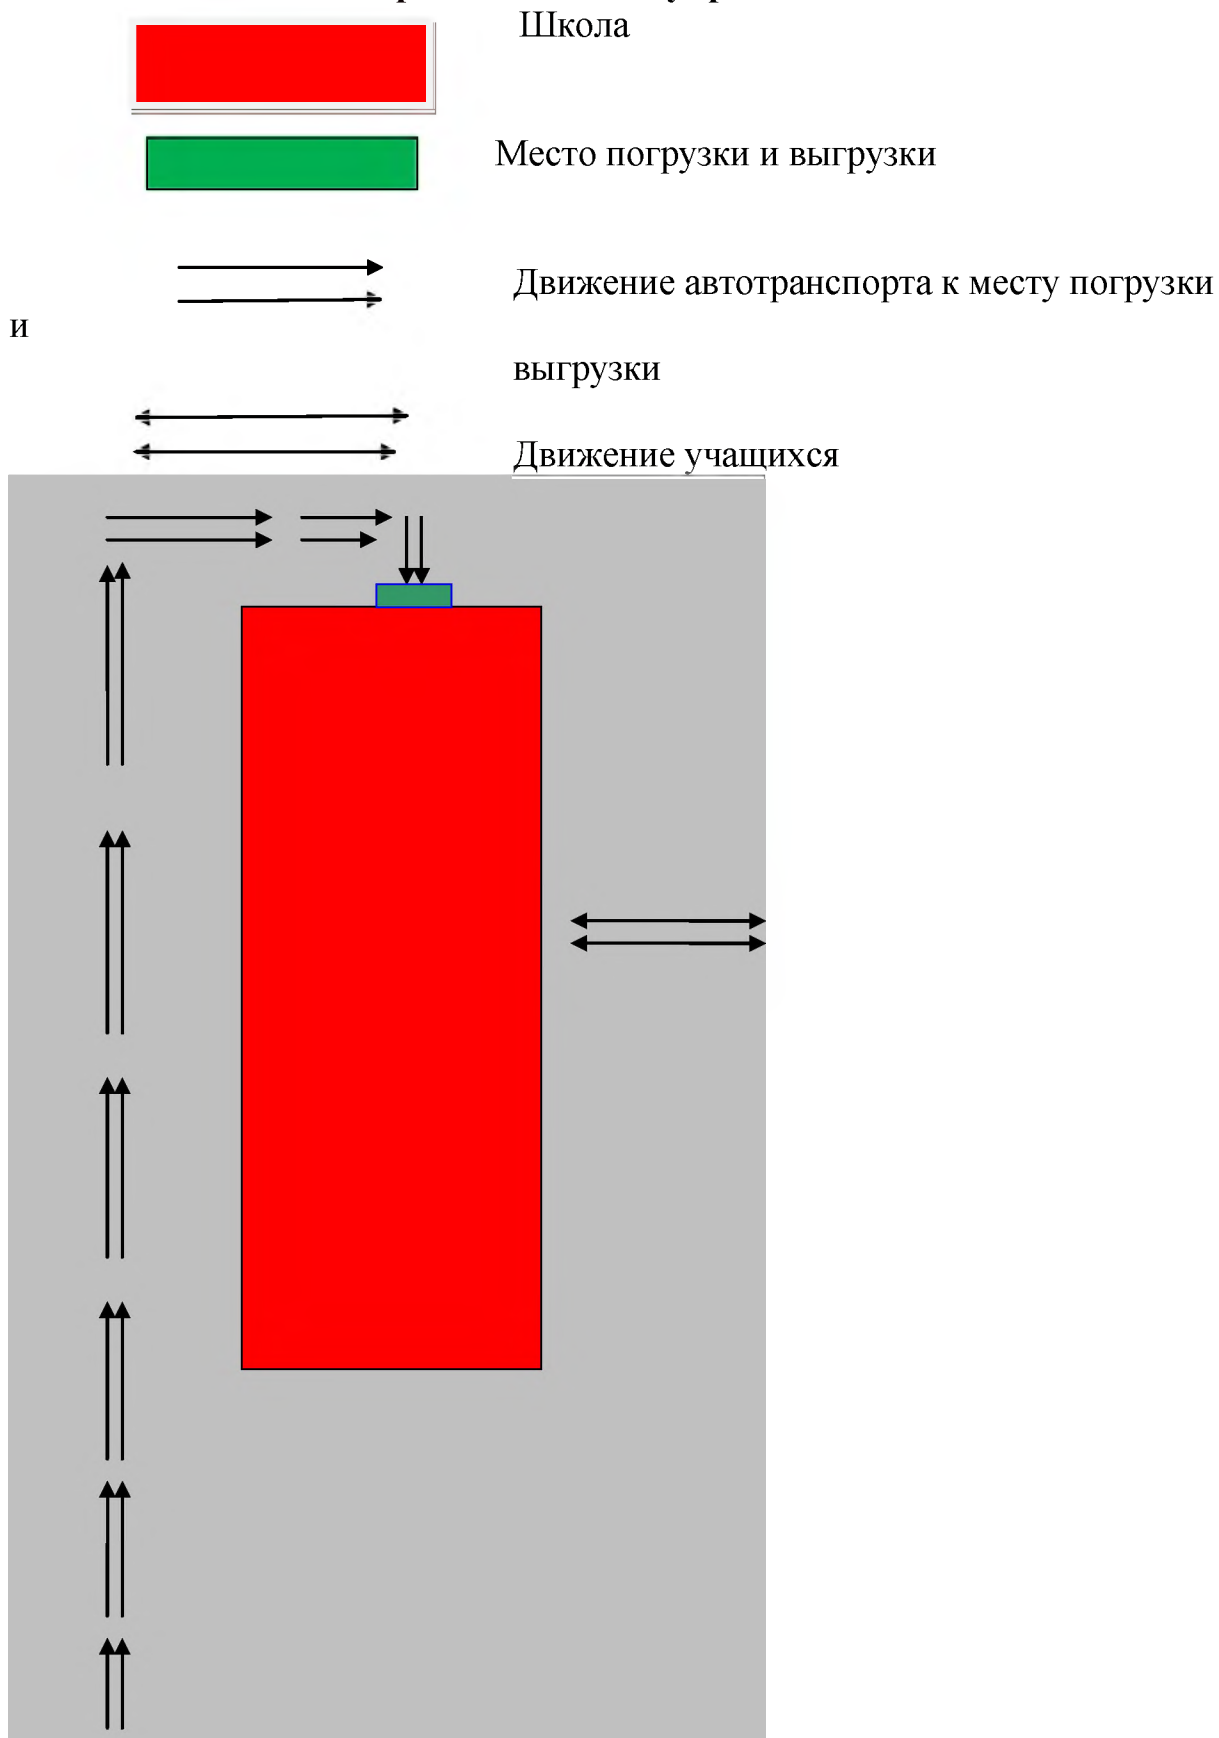 Школа
Место погрузки и выгрузки
Движение автотранспорта к месту погрузки
и
выгрузки
Движение учащихся